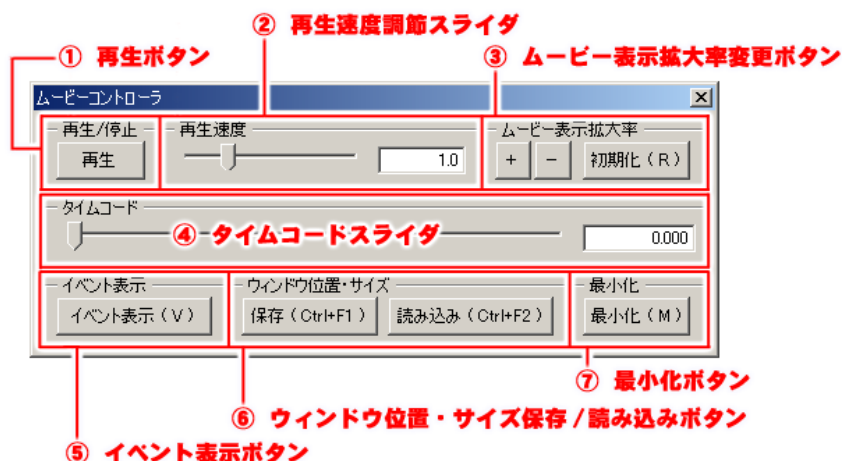 ② 再生速度調節スライダ
① 再生ボタン
③ ムービー表示拡大率変更ボタン
ムービーコントローラ
再生/停止
再生速度
ムービー表示拡大率
再生
1.0
+
-
初期化(R)
タイムコード
④ タイムコードスライダ
0.000
イベント表示
ウィンドウ位置・サイズ
最小化
イベント表示(V)
保存(Ctrl+F1)
読み込み(Ctrl+F2)
最小化(M)
⑦ 最小化ボタン
⑥ ウィンドウ位置・サイズ保存/読み込みボタン
⑤ イベント表示ボタン